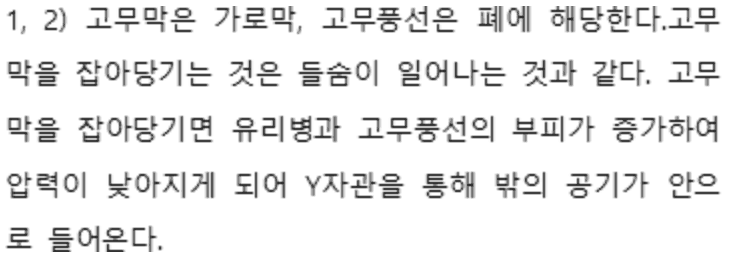 1, 2) 고무막은 가로막, 고무풍선은 폐에 해당한다.고무
막을 잡아당기는 것은 들숨이 일어나는 것과 같다. 고무
막을 잡아당기면 유리병과 고무풍선의 부피가 증가하여
압력이 낮아지게 되어 Y자관을 통해 밖의 공기가 안으
로 들어온다.